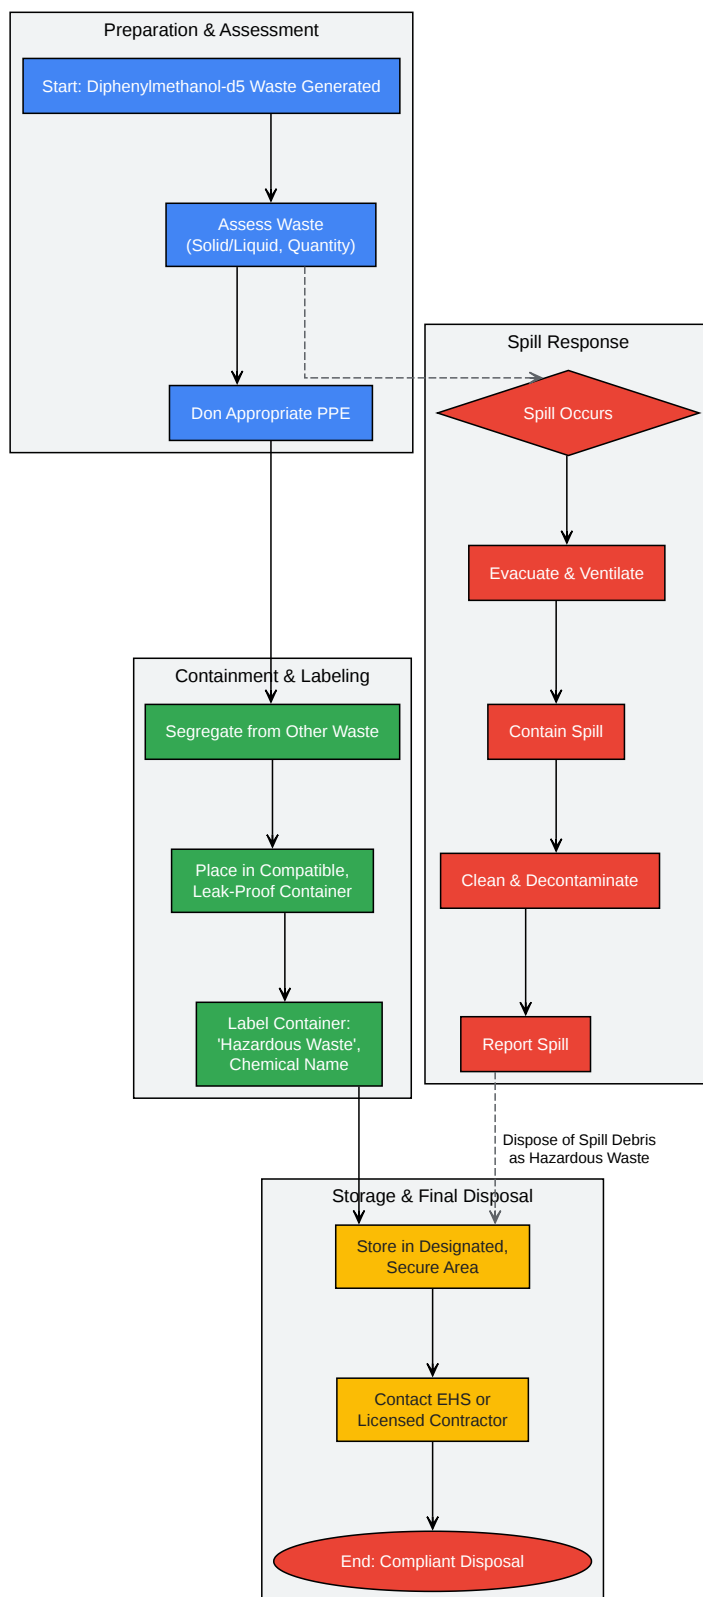 Preparation & Assessment
Start: Diphenylmethanol-d5 Waste Generated
Assess Waste
(Solid/Liquid, Quantity)
Don Appropriate PPE
Spill Response
Spill Occurs
Evacuate & Ventilate
Contain Spill
Clean & Decontaminate
Report Spill
Containment & Labeling
Segregate from Other Waste
Place in Compatible,
Leak-Proof Container
Label Container:
'Hazardous Waste',
Chemical Name
Dispose of Spill Debris
as Hazardous Waste
Storage & Final Disposal
Store in Designated,
Secure Area
Contact EHS or
Licensed Contractor
End: Compliant Disposal